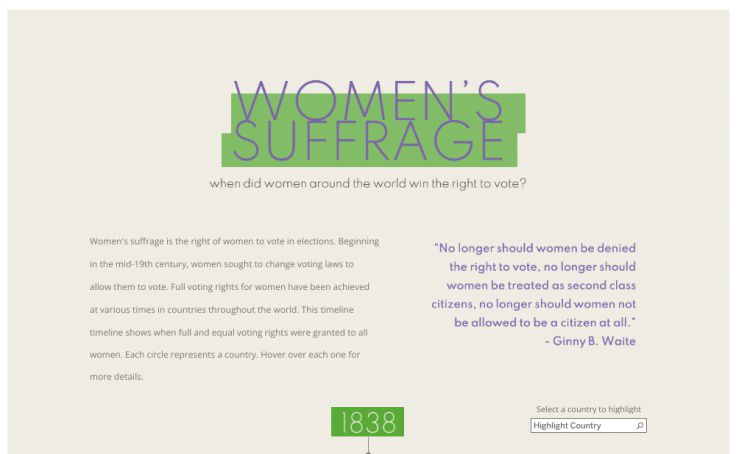 WOMEN'S
SUFFRAGE
when did women around the world win the right to vote?
Women's suffrage is the right of women to vote in elections. Beginning
in the mid-19th century, women sought to change voting laws to
allow them to vote. Full voting rights for women have been achieved
at various times in countries throughout the world. This timeline
timeline shows when full and equal voting rights were granted to all
women. Each circle represents a country. Hover over each one for
more details.
"No longer should women be denied
the right to vote, no longer should
women be treated as second class
citizens, no longer should women not
be allowed to be a citizen at all."
- Ginny B. Waite
1838
Select a country to highlight
Highlight Country